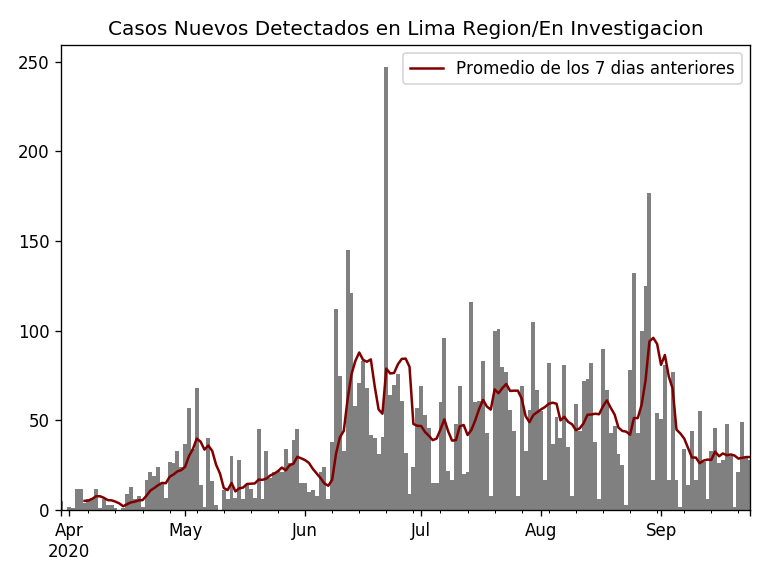 Casos Nuevos Detectados en Lima Region/En Investigacion
Promedio de los 7 dias anteriores
250
200
150
100
50
0
Apr May Jun Jul Aug Sep
2020